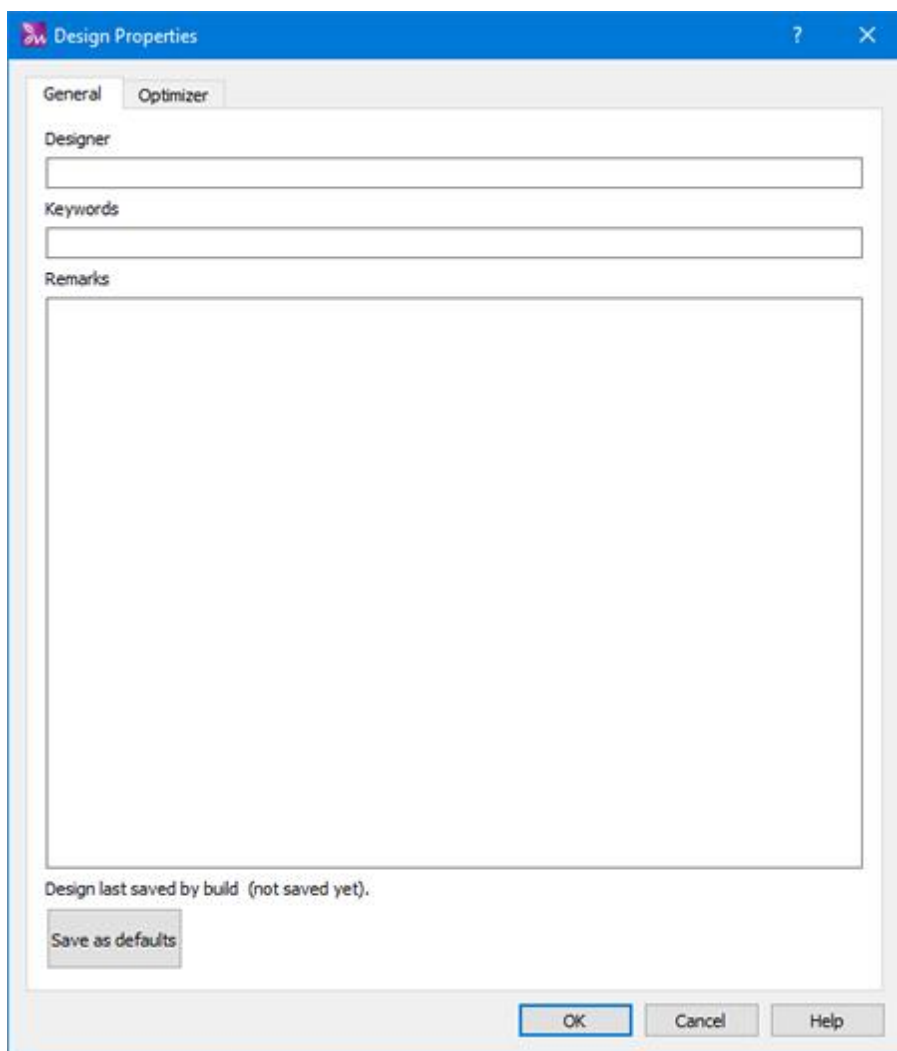 Design Properties
?
General
Optimizer
Designer
Keywords
Remarks
Design last saved by build (not saved yet).
Save as defaults
OK
Cancel
Help